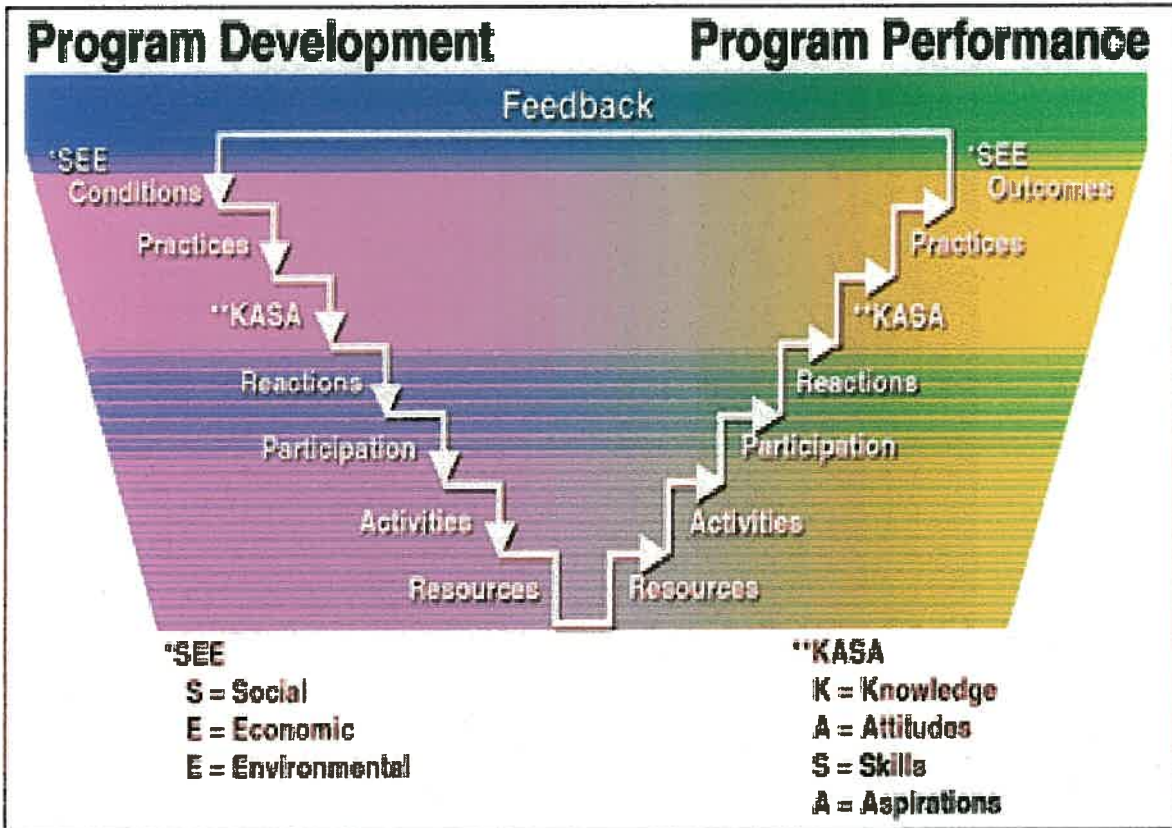 Program Development
Program Performance
Feedback
*SEE
Conditions
Practices
**KASA
Reactions
Participation
Activities
Resources
*SEE
Outcomes
Practices
**KASA
Reactions
Participation
Activities
Resources
*SEE
S = Social
E = Economic
E = Environmental
**KASA
K = Knowledge
A = Attitudes
S = Skills
A = Aspirations